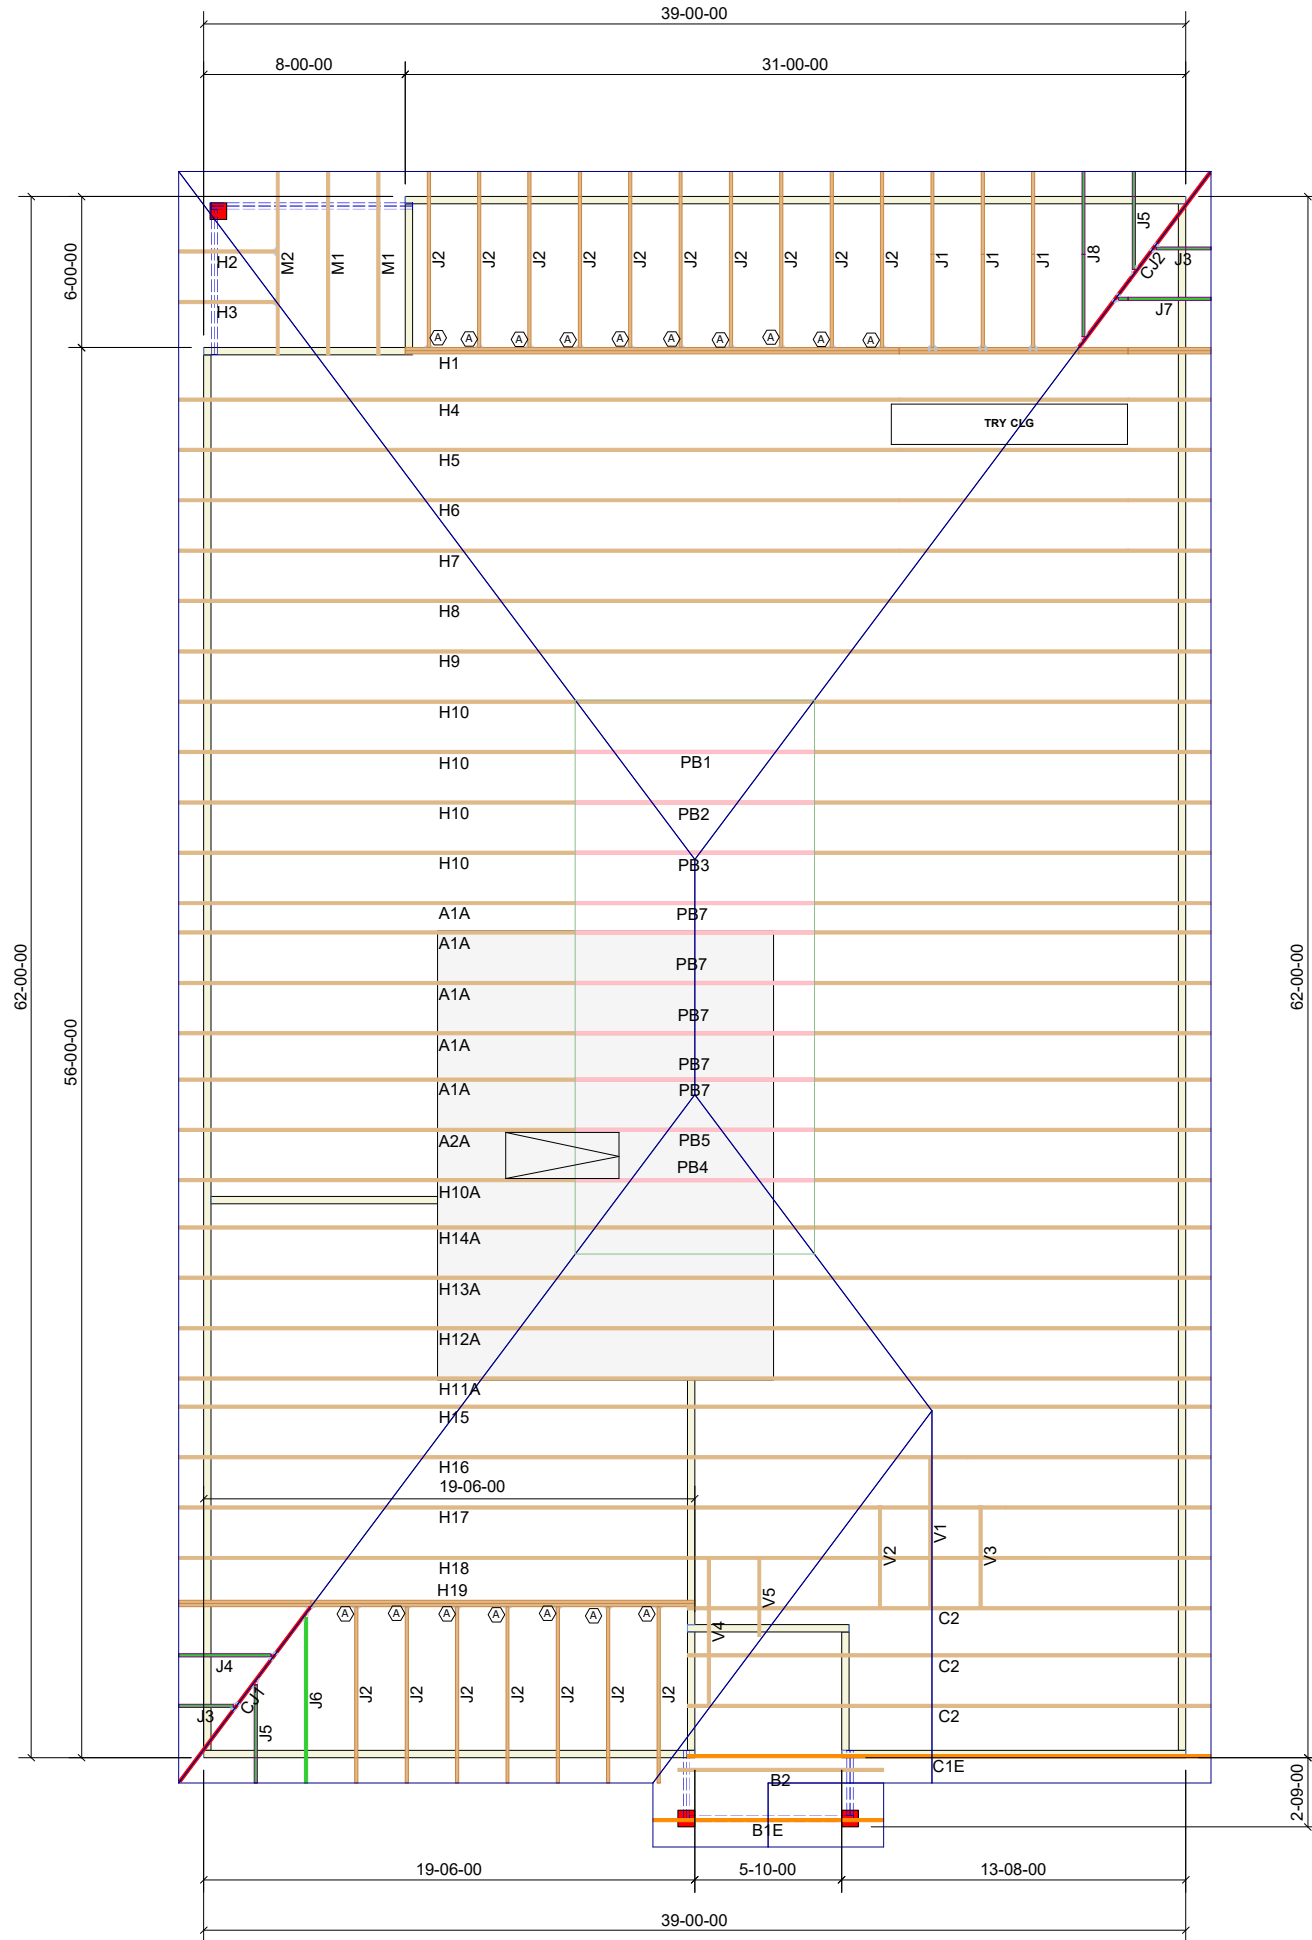 39-00-00
8-00-00
31-00-00
6-00-00
H2
H3
M2
M1
M1
J2
J2
J2
J2
J2
J2
J2
J2
J2
J2
J1
J1
J1
J8
J5
CJ2
J3
J7
A
A
A
A
A
A
A
A
A
A
H1
H4
TRY CLG
H5
H6
H7
H8
H9
H10
H10
PB1
H10
PB2
H10
PB3
A1A
PB7
A1A
PB7
62-00-00
62-00-00
A1A
PB7
A1A
PB7
56-00-00
A1A
PB7
A2A
PB5
PB4
H10A
H14A
H13A
H12A
H11A
H15
H16
19-06-00
H17
V1
V2
V3
H18
H19
V5
V4
A
A
A
A
A
A
A
C2
J4
C2
CJ1
J3
J5
J6
J2
J2
J2
J2
J2
J2
J2
C2
C1E
B2
B1E
2-09-00
19-06-00
5-10-00
13-08-00
39-00-00